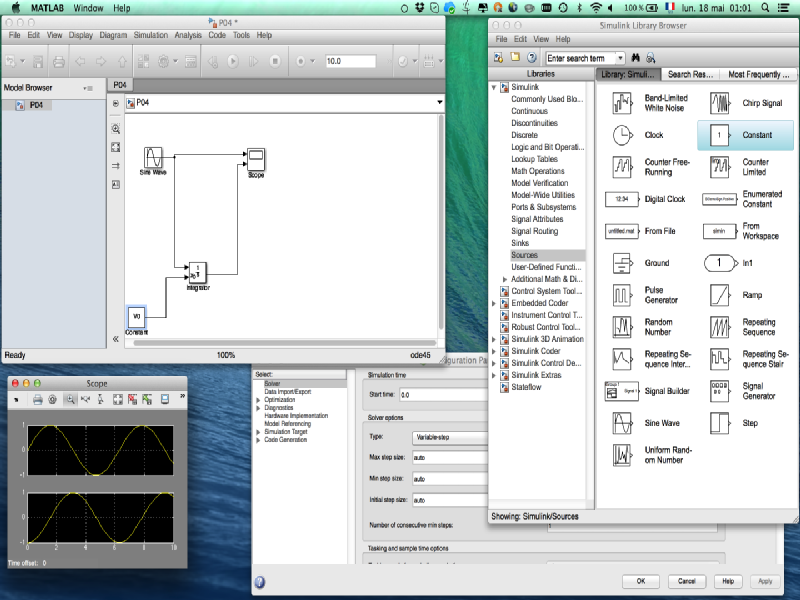 MATLAB Window Help
100% lun. 18 mai 01:01
P04 *
File Edit View Display Diagram Simulation Analysis Code Tools Help
10.0
Model Browser
P04
P04
P04
Sine Wave
Scope
Integrator
V0
Constant
Ready
100%
ode45
Simulink Library Browser
File Edit View Help
Enter search term
Libraries
Library: Simuli...
Search Res...
Most Frequently ...
Simulink
Commonly Used Blo...
Continuous
Discontinuities
Discrete
Logic and Bit Operati...
Lookup Tables
Math Operations
Model Verification
Model-Wide Utilities
Ports & Subsystems
Signal Attributes
Signal Routing
Sinks
Sources
User-Defined Functi...
Additional Math & Di...
Control System Tool...
Embedded Coder
Instrument Control T...
Robust Control Tool...
Simulink 3D Animation
Simulink Coder
Simulink Control De...
Simulink Extras
Stateflow
Band-Limited White Noise
Chirp Signal
Clock
1
Constant
Counter Free-Running
Counter Limited
12:34
Digital Clock
Enumerated Constant
untitled.mat
From File
simin
From Workspace
Ground
1
In1
Pulse Generator
Ramp
Random Number
Repeating Sequence
Repeating Sequence Inter...
Repeating Sequence Stair
Signal Builder
Signal Generator
Sine Wave
Step
Uniform Random Number
Showing: Simulink/Sources
Scope
1
0
-1
1
0
-1
0 2 4 6 8 10
Time offset: 0
Select:
Solver
Data Import/Export
Optimization
Diagnostics
Hardware Implementation
Model Referencing
Simulation Target
Code Generation
Simulation time
Start time: 0.0
Solver options
Type: Variable-step
Max step size: auto
Min step size: auto
Initial step size: auto
Number of consecutive min steps:
Tasking and sample time options
OK Cancel Help Apply